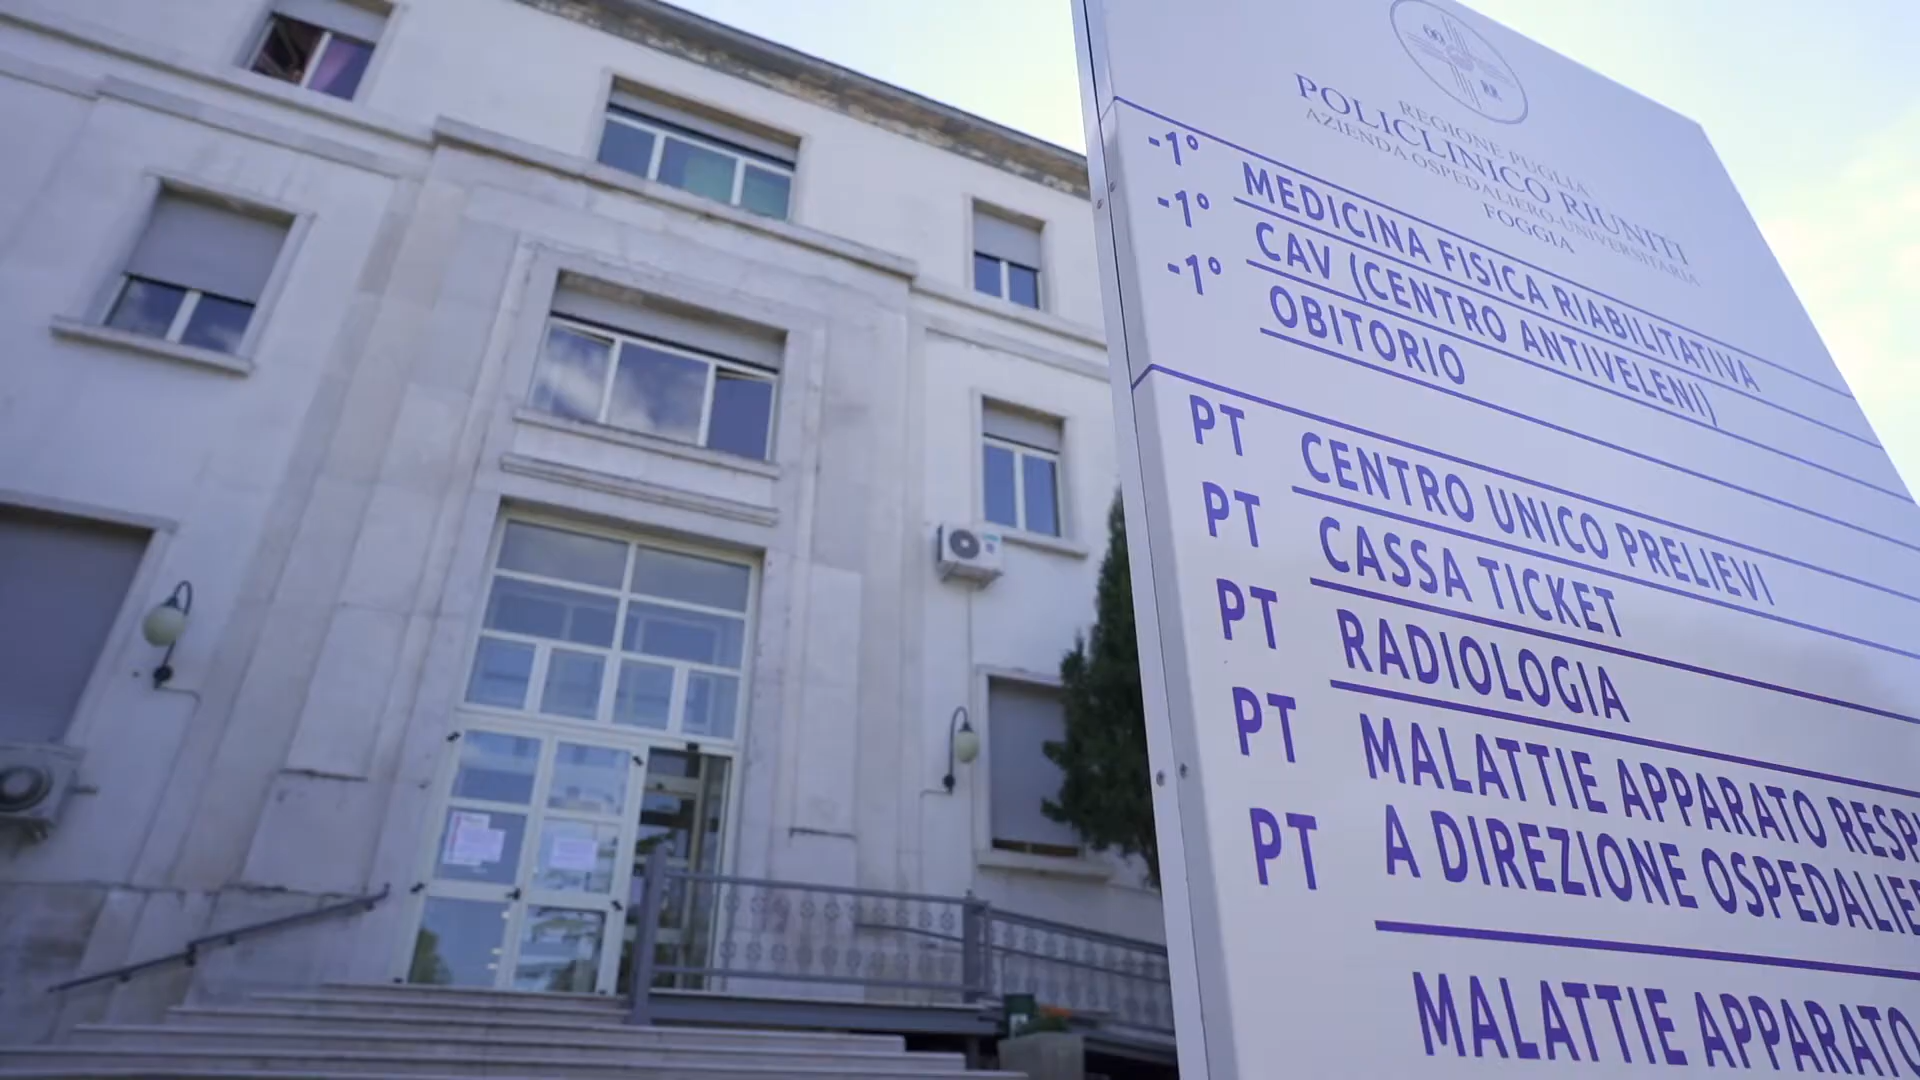 REGIONE PUGLIA
POLICLINICO RIUNITI
AZIENDA OSPEDALIERO-UNIVERSITARIA
FOGGIA
-1° MEDICINA FISICA RIABILITATIVA
-1° CAV (CENTRO ANTIVELENI)
-1° OBITORIO
PT CENTRO UNICO PRELIEVI
PT CASSA TICKET
PT RADIOLOGIA
PT MALATTIE APPARATO RESPI
PT A DIREZIONE OSPEDALIE
MALATTIE APPARATO